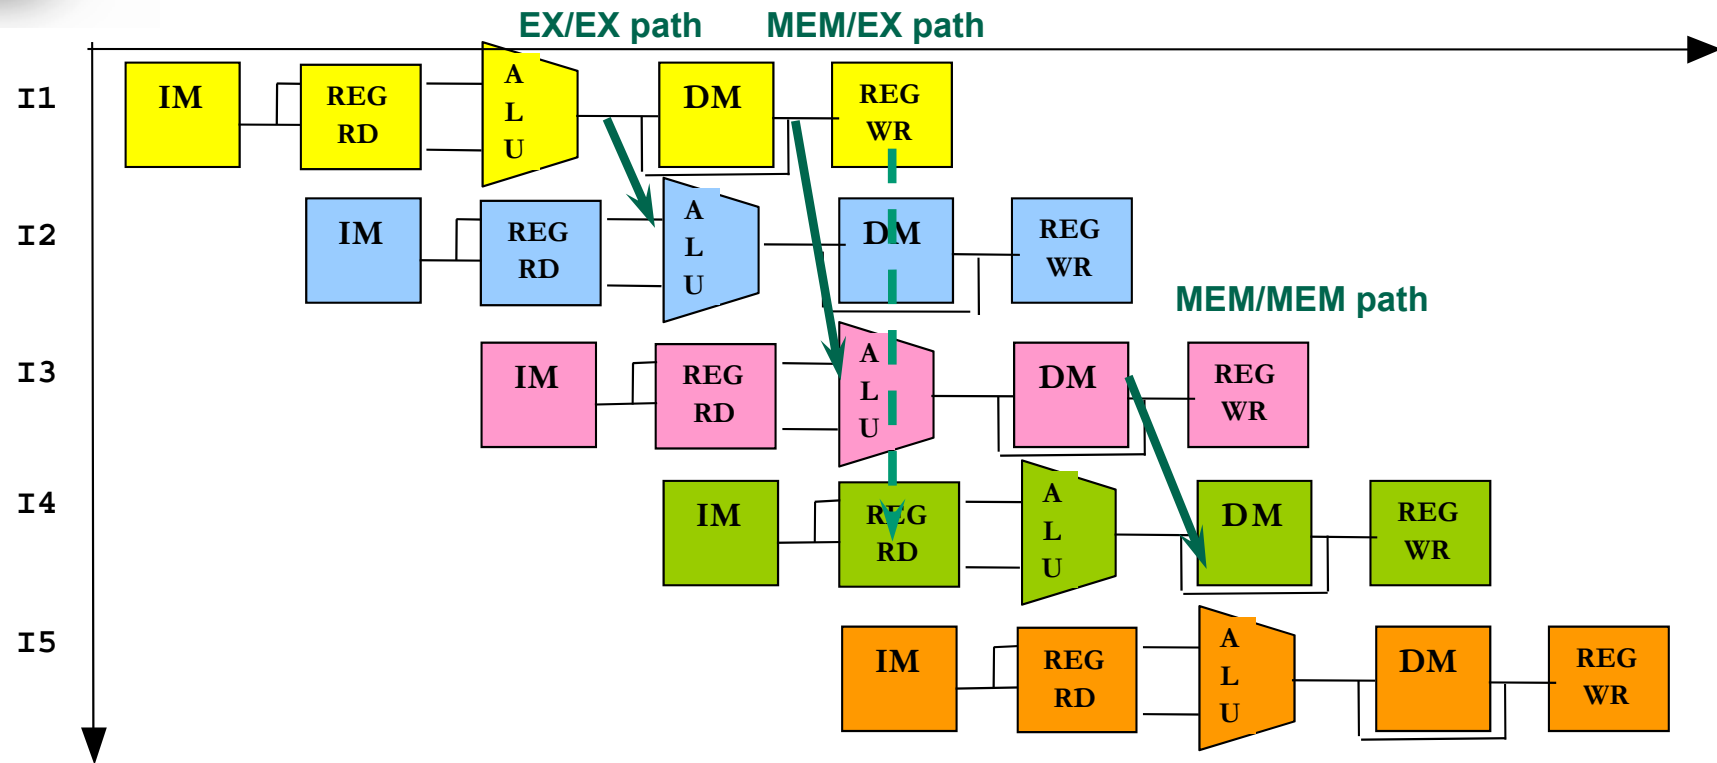 EX/EX path MEM/EX path
I1 IM REG RD A L U DM REG WR
I2 IM REG RD A L U DM REG WR
MEM/MEM path
I3 IM REG RD A L U DM REG WR
I4 IM REG RD A L U DM REG WR
I5 IM REG RD A L U DM REG WR